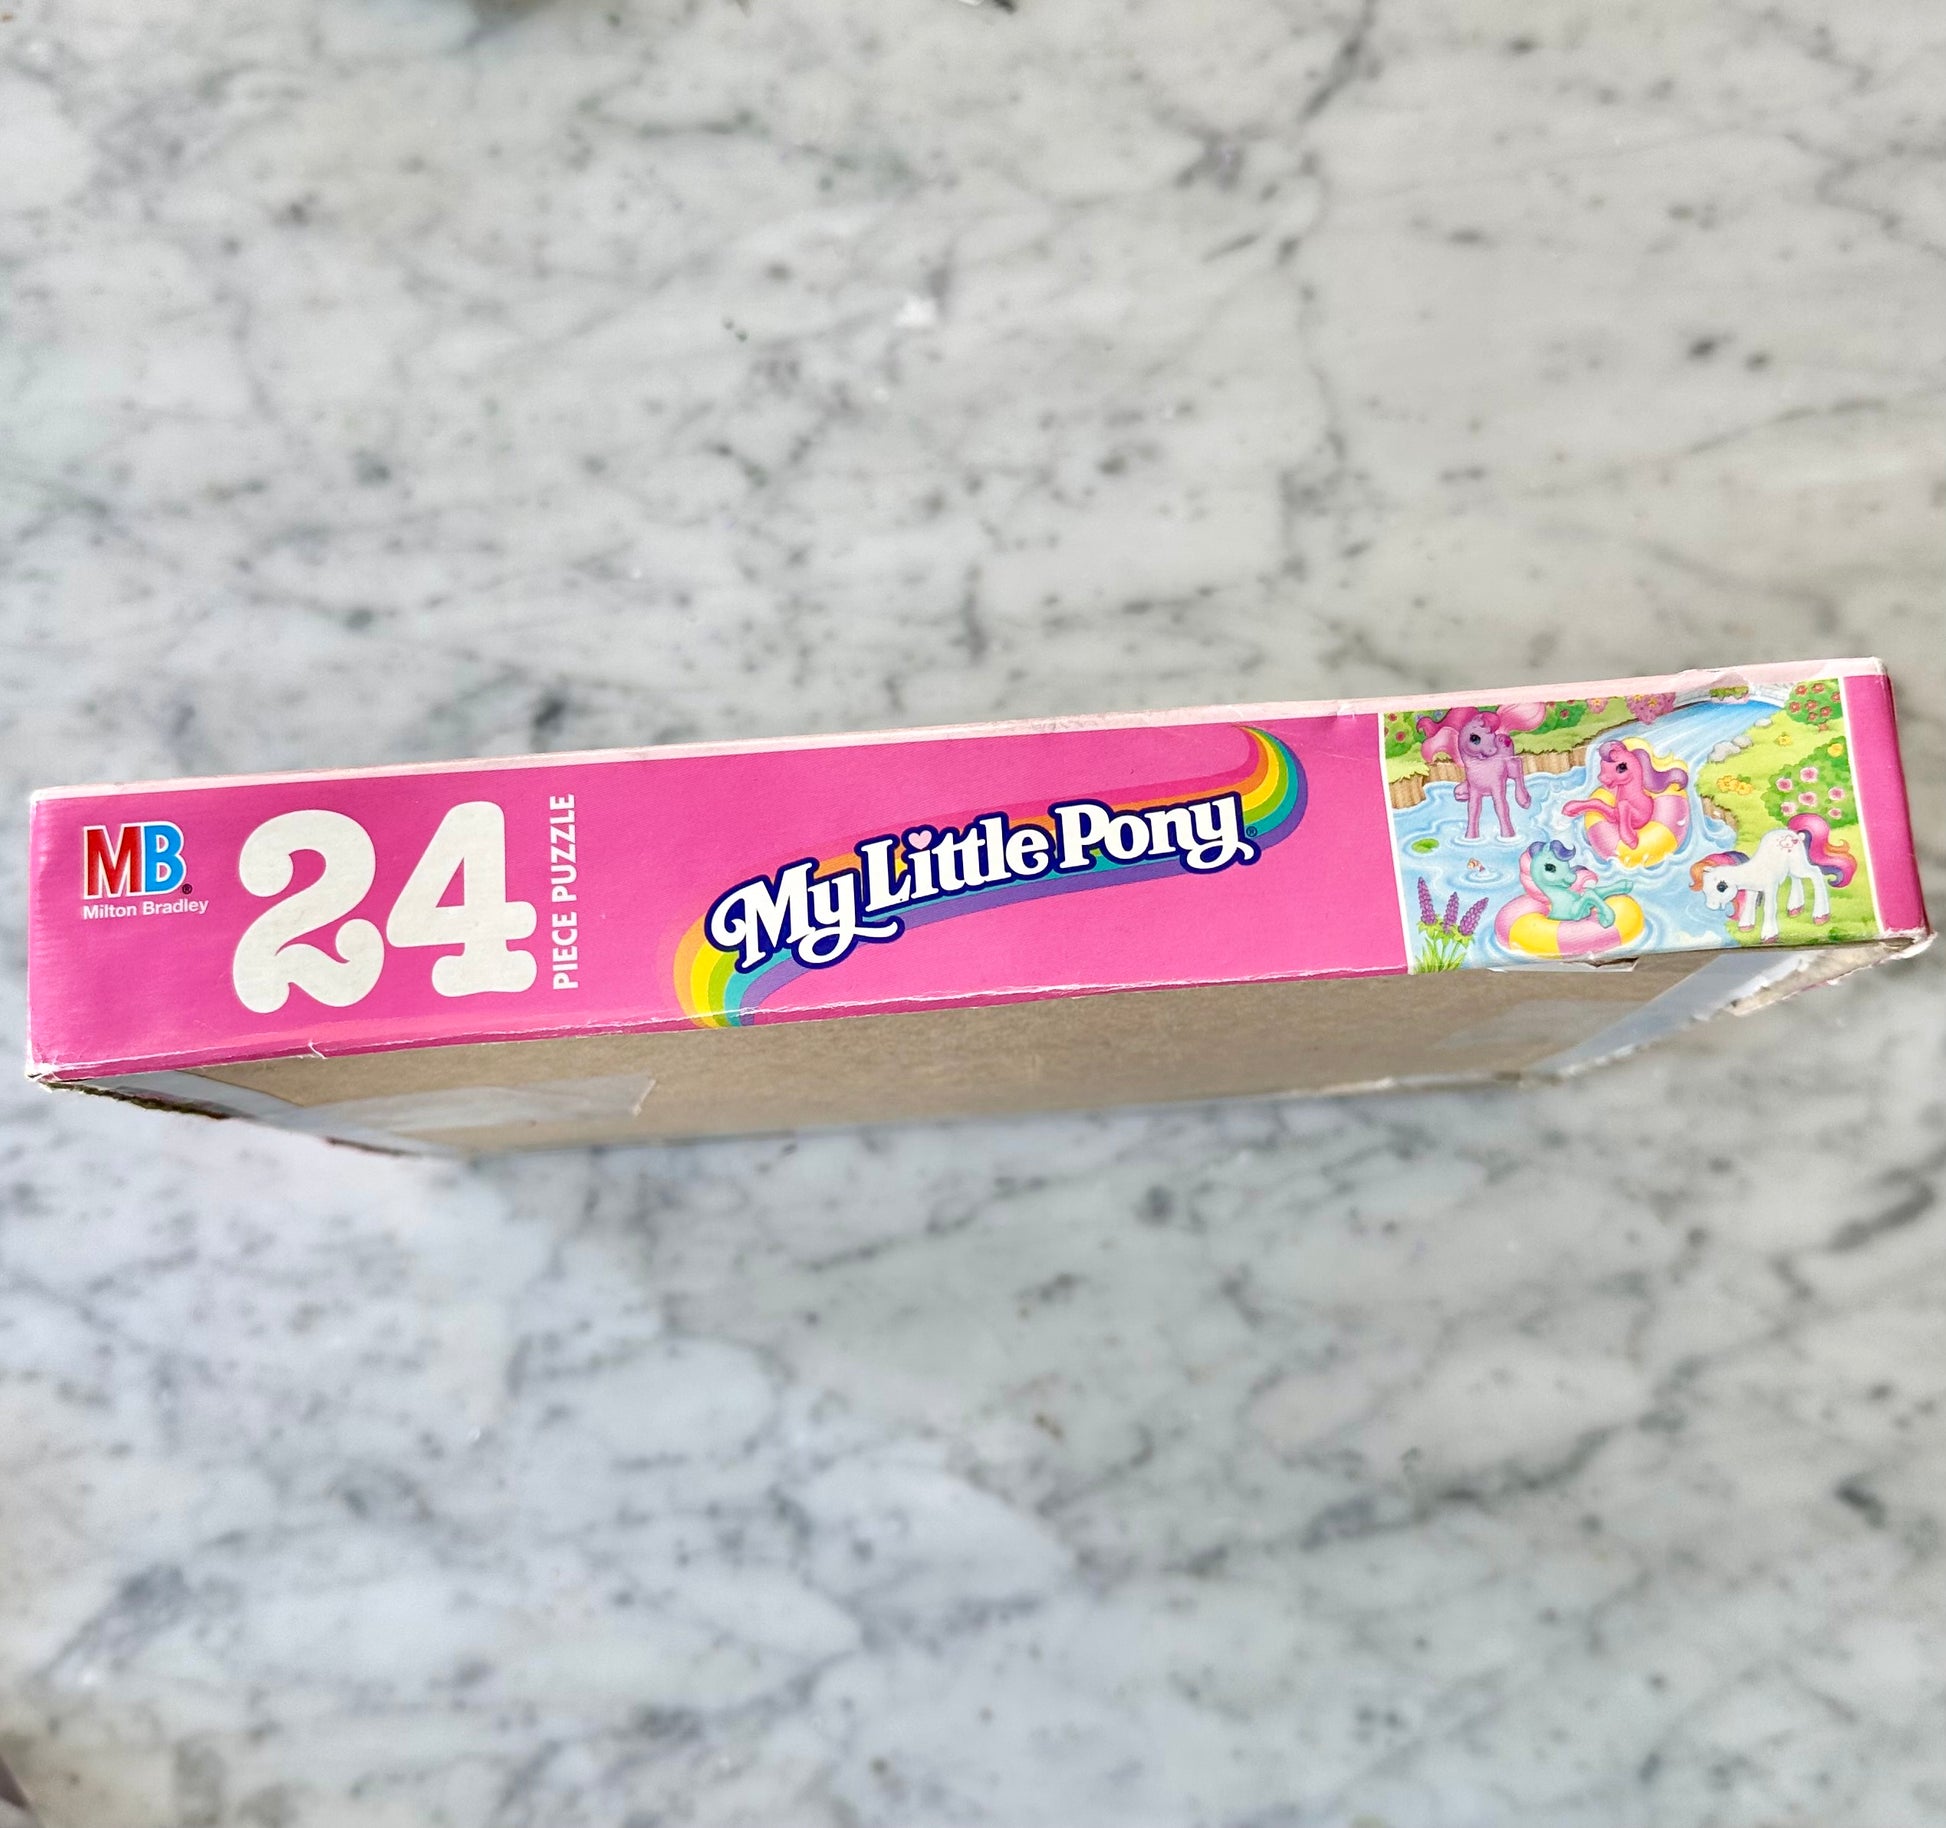 MB®
Milton Bradley
24
PIECE PUZZLE
My Little Pony®